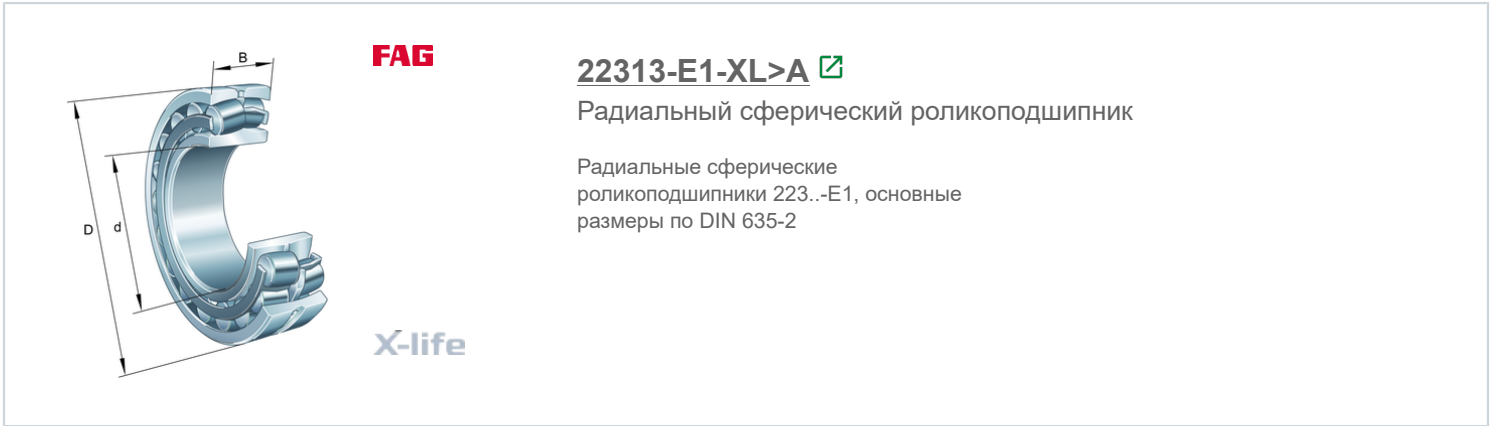 B
D
d
FAG
X-life
22313-E1-XL>A
Радиальный сферический роликоподшипник
Радиальные сферические
роликоподшипники 223..-E1, основные
размеры по DIN 635-2